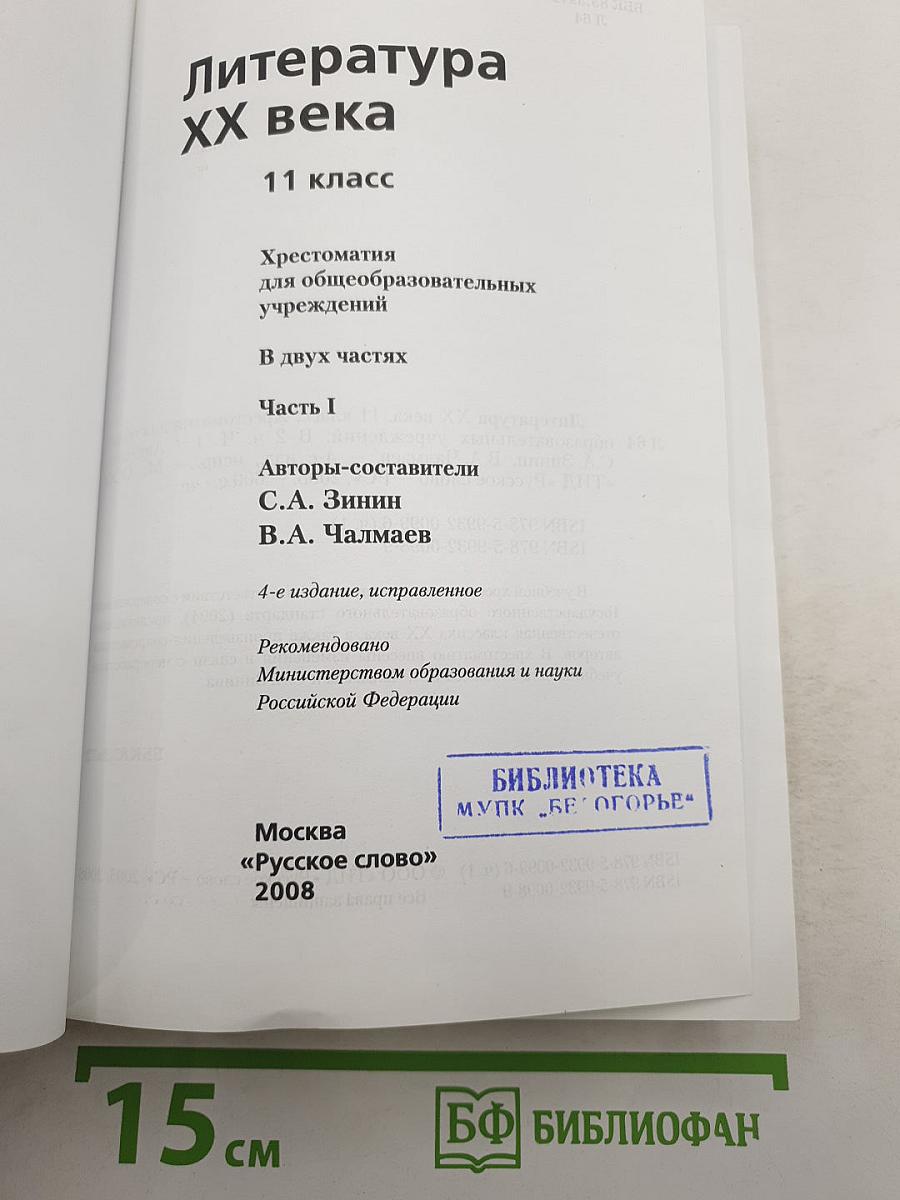 Литература
XX века
11 класс
Хрестоматия
для общеобразовательных
учреждений
В двух частях
Часть I
Авторы-составители
С.А. Зинин
В.А. Чалмаев
4-е издание, исправленное
Рекомендовано
Министерством образования и науки
Российской Федерации
БИБЛИОТЕКА
МУПК „БЕЛОГОРЬЕ“
Москва
«Русское слово»
2008
15 см
БФ БИБЛИОФАН